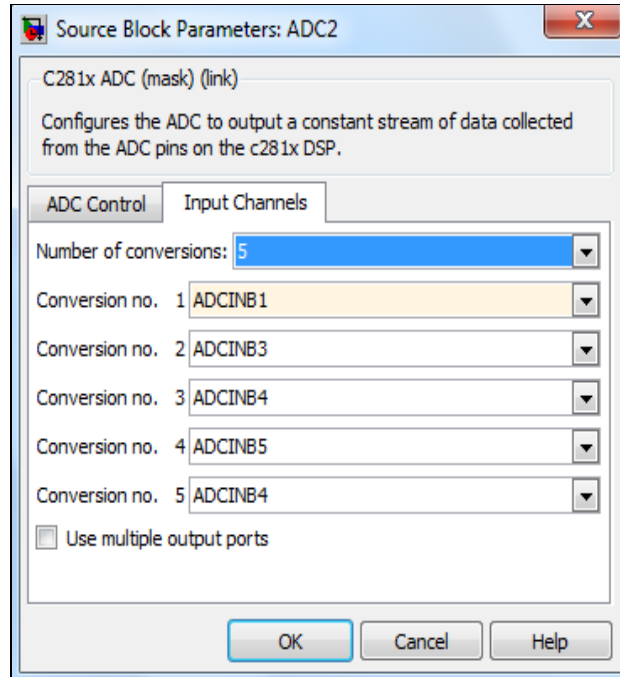 Source Block Parameters: ADC2
C281x ADC (mask) (link)
Configures the ADC to output a constant stream of data collected
from the ADC pins on the c281x DSP.
ADC Control Input Channels
Number of conversions: 5
Conversion no. 1 ADCINB1
Conversion no. 2 ADCINB3
Conversion no. 3 ADCINB4
Conversion no. 4 ADCINB5
Conversion no. 5 ADCINB4
Use multiple output ports
OK Cancel Help